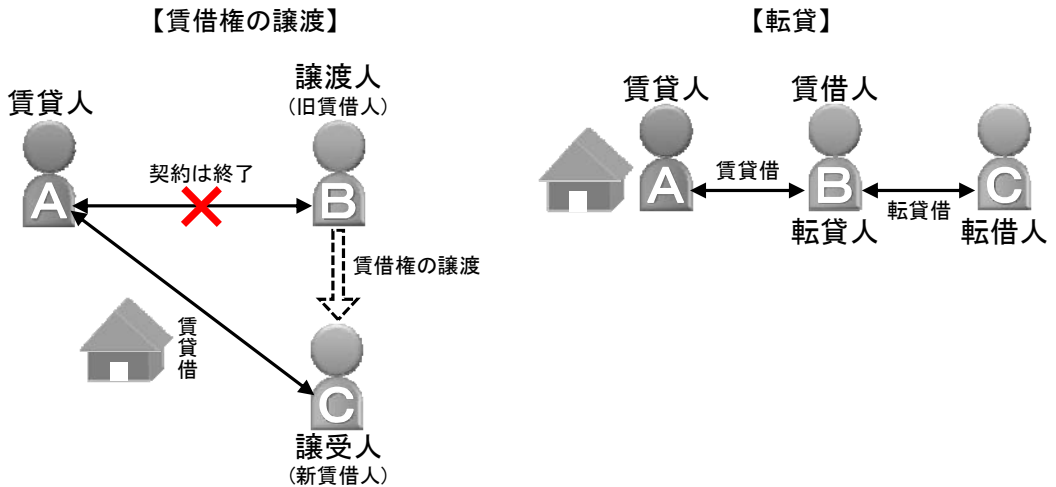 【賃借権の譲渡】
賃貸人
譲渡人
(旧賃借人)
A
契約は終了
B
賃借権の譲渡
賃貸借
C
譲受人
(新賃借人)
【転貸】
賃貸人
賃借人
A
賃貸借
B
転貸借
C
転貸人
転借人